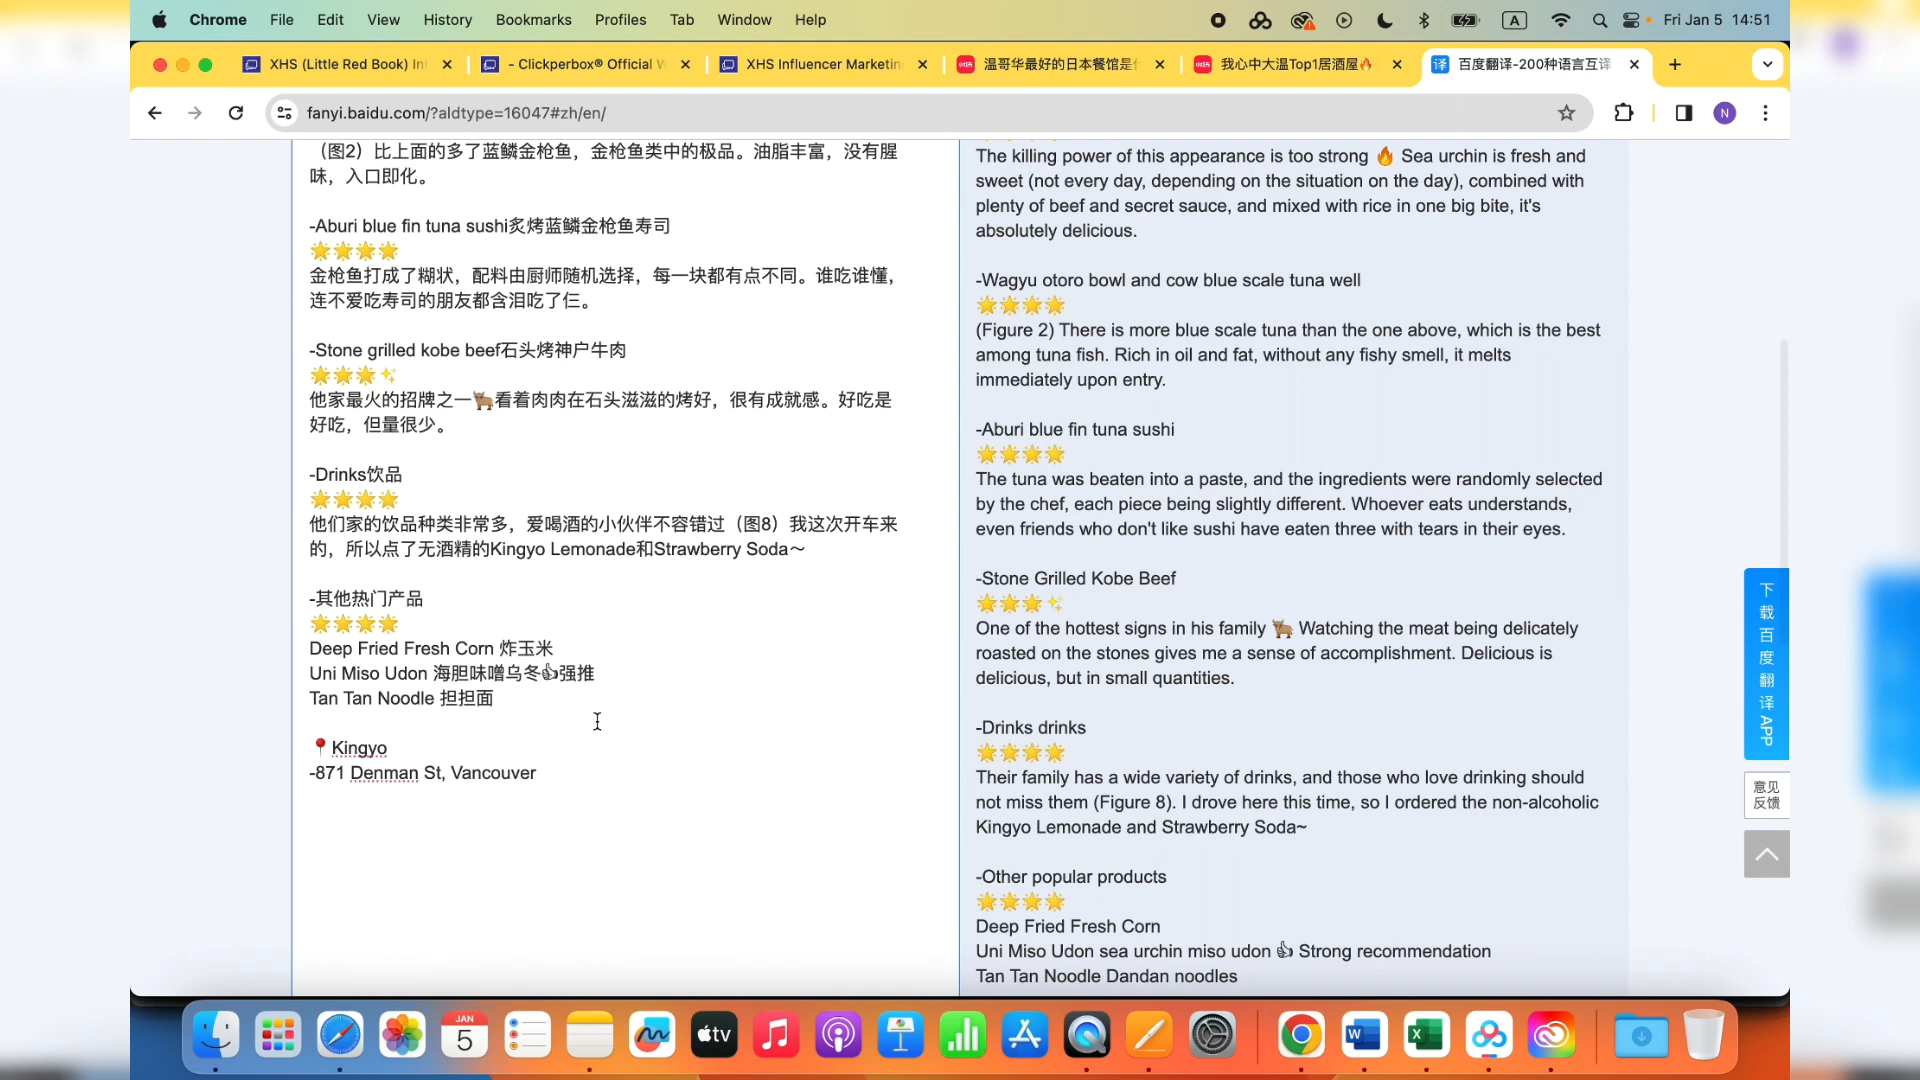 Chrome File Edit View History Bookmarks Profiles Tab Window Help
A
Fri Jan 5 14:51
XHS (Little Red Book) In
- Clickperbox® Official W
XHS Influencer Marketin
温哥华最好的日本餐馆是
我心中大温Top1居酒屋🔥
译 百度翻译-200种语言互译
fanyi.baidu.com/?aldtype=16047#zh/en/
N
（图2）比上面的多了蓝鳞金枪鱼，金枪鱼类中的极品。油脂丰富，没有腥
味，入口即化。
-Aburi blue fin tuna sushi炙烤蓝鳞金枪鱼寿司
🌟🌟🌟🌟
金枪鱼打成了糊状，配料由厨师随机选择，每一块都有点不同。谁吃谁懂，
连不爱吃寿司的朋友都含泪吃了仨。
-Stone grilled kobe beef石头烤神户牛肉
🌟🌟🌟✨
他家最火的招牌之一🐂看着肉肉在石头滋滋的烤好，很有成就感。好吃是
好吃，但量很少。
-Drinks饮品
🌟🌟🌟🌟
他们家的饮品种类非常多，爱喝酒的小伙伴不容错过（图8）我这次开车来
的，所以点了无酒精的Kingyo Lemonade和Strawberry Soda～
-其他热门产品
🌟🌟🌟🌟
Deep Fried Fresh Corn 炸玉米
Uni Miso Udon 海胆味噌乌冬👍强推
Tan Tan Noodle 担担面
📍Kingyo
-871 Denman St, Vancouver
The killing power of this appearance is too strong 🔥 Sea urchin is fresh and
sweet (not every day, depending on the situation on the day), combined with
plenty of beef and secret sauce, and mixed with rice in one big bite, it's
absolutely delicious.
-Wagyu otoro bowl and cow blue scale tuna well
🌟🌟🌟🌟
(Figure 2) There is more blue scale tuna than the one above, which is the best
among tuna fish. Rich in oil and fat, without any fishy smell, it melts
immediately upon entry.
-Aburi blue fin tuna sushi
🌟🌟🌟🌟
The tuna was beaten into a paste, and the ingredients were randomly selected
by the chef, each piece being slightly different. Whoever eats understands,
even friends who don't like sushi have eaten three with tears in their eyes.
-Stone Grilled Kobe Beef
🌟🌟🌟✨
One of the hottest signs in his family 🐂 Watching the meat being delicately
roasted on the stones gives me a sense of accomplishment. Delicious is
delicious, but in small quantities.
-Drinks drinks
🌟🌟🌟🌟
Their family has a wide variety of drinks, and those who love drinking should
not miss them (Figure 8). I drove here this time, so I ordered the non-alcoholic
Kingyo Lemonade and Strawberry Soda~
-Other popular products
🌟🌟🌟🌟
Deep Fried Fresh Corn
Uni Miso Udon sea urchin miso udon 👍 Strong recommendation
Tan Tan Noodle Dandan noodles
下载百度翻译APP
意见
反馈
JAN
5
tv
W
X